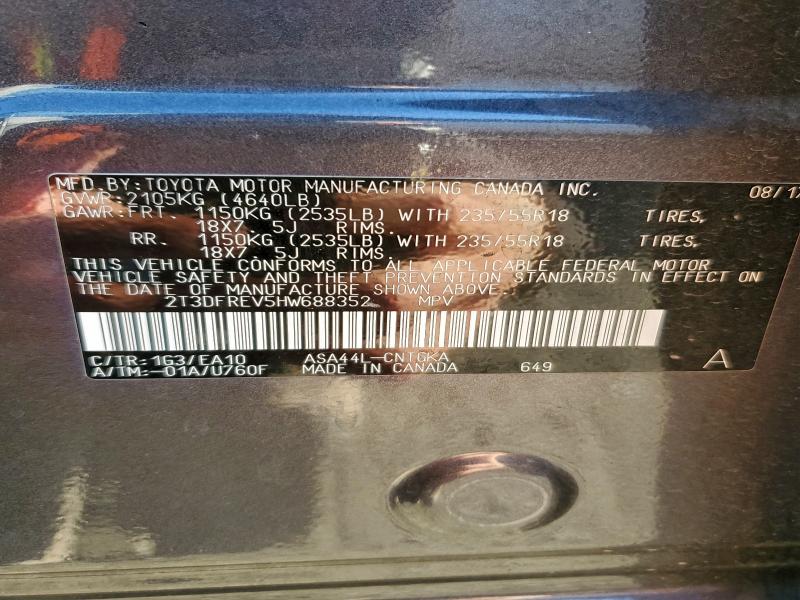 MFD. BY: TOYOTA MOTOR MANUFACTURING CANADA INC. 08/17
GVWR: 2105KG (4640LB)
GAWR: FRT. 1150KG (2535LB) WITH 235/55R18 TIRES,
18X7. 5J RIMS.
RR. 1150KG (2535LB) WITH 235/55R18 TIRES,
18X7. 5J RIMS
THIS VEHICLE CONFORMS TO ALL APPLICABLE FEDERAL MOTOR
VEHICLE SAFETY AND THEFT PREVENTION STANDARDS IN EFFECT ON
THE DATE OF MANUFACTURE SHOWN ABOVE.
2T3DFREV5HW688352 MPV
C/TR: 1G3/EA10 ASA44L-CNTGKA
A/TM: -01A/U760F MADE IN CANADA 649 A